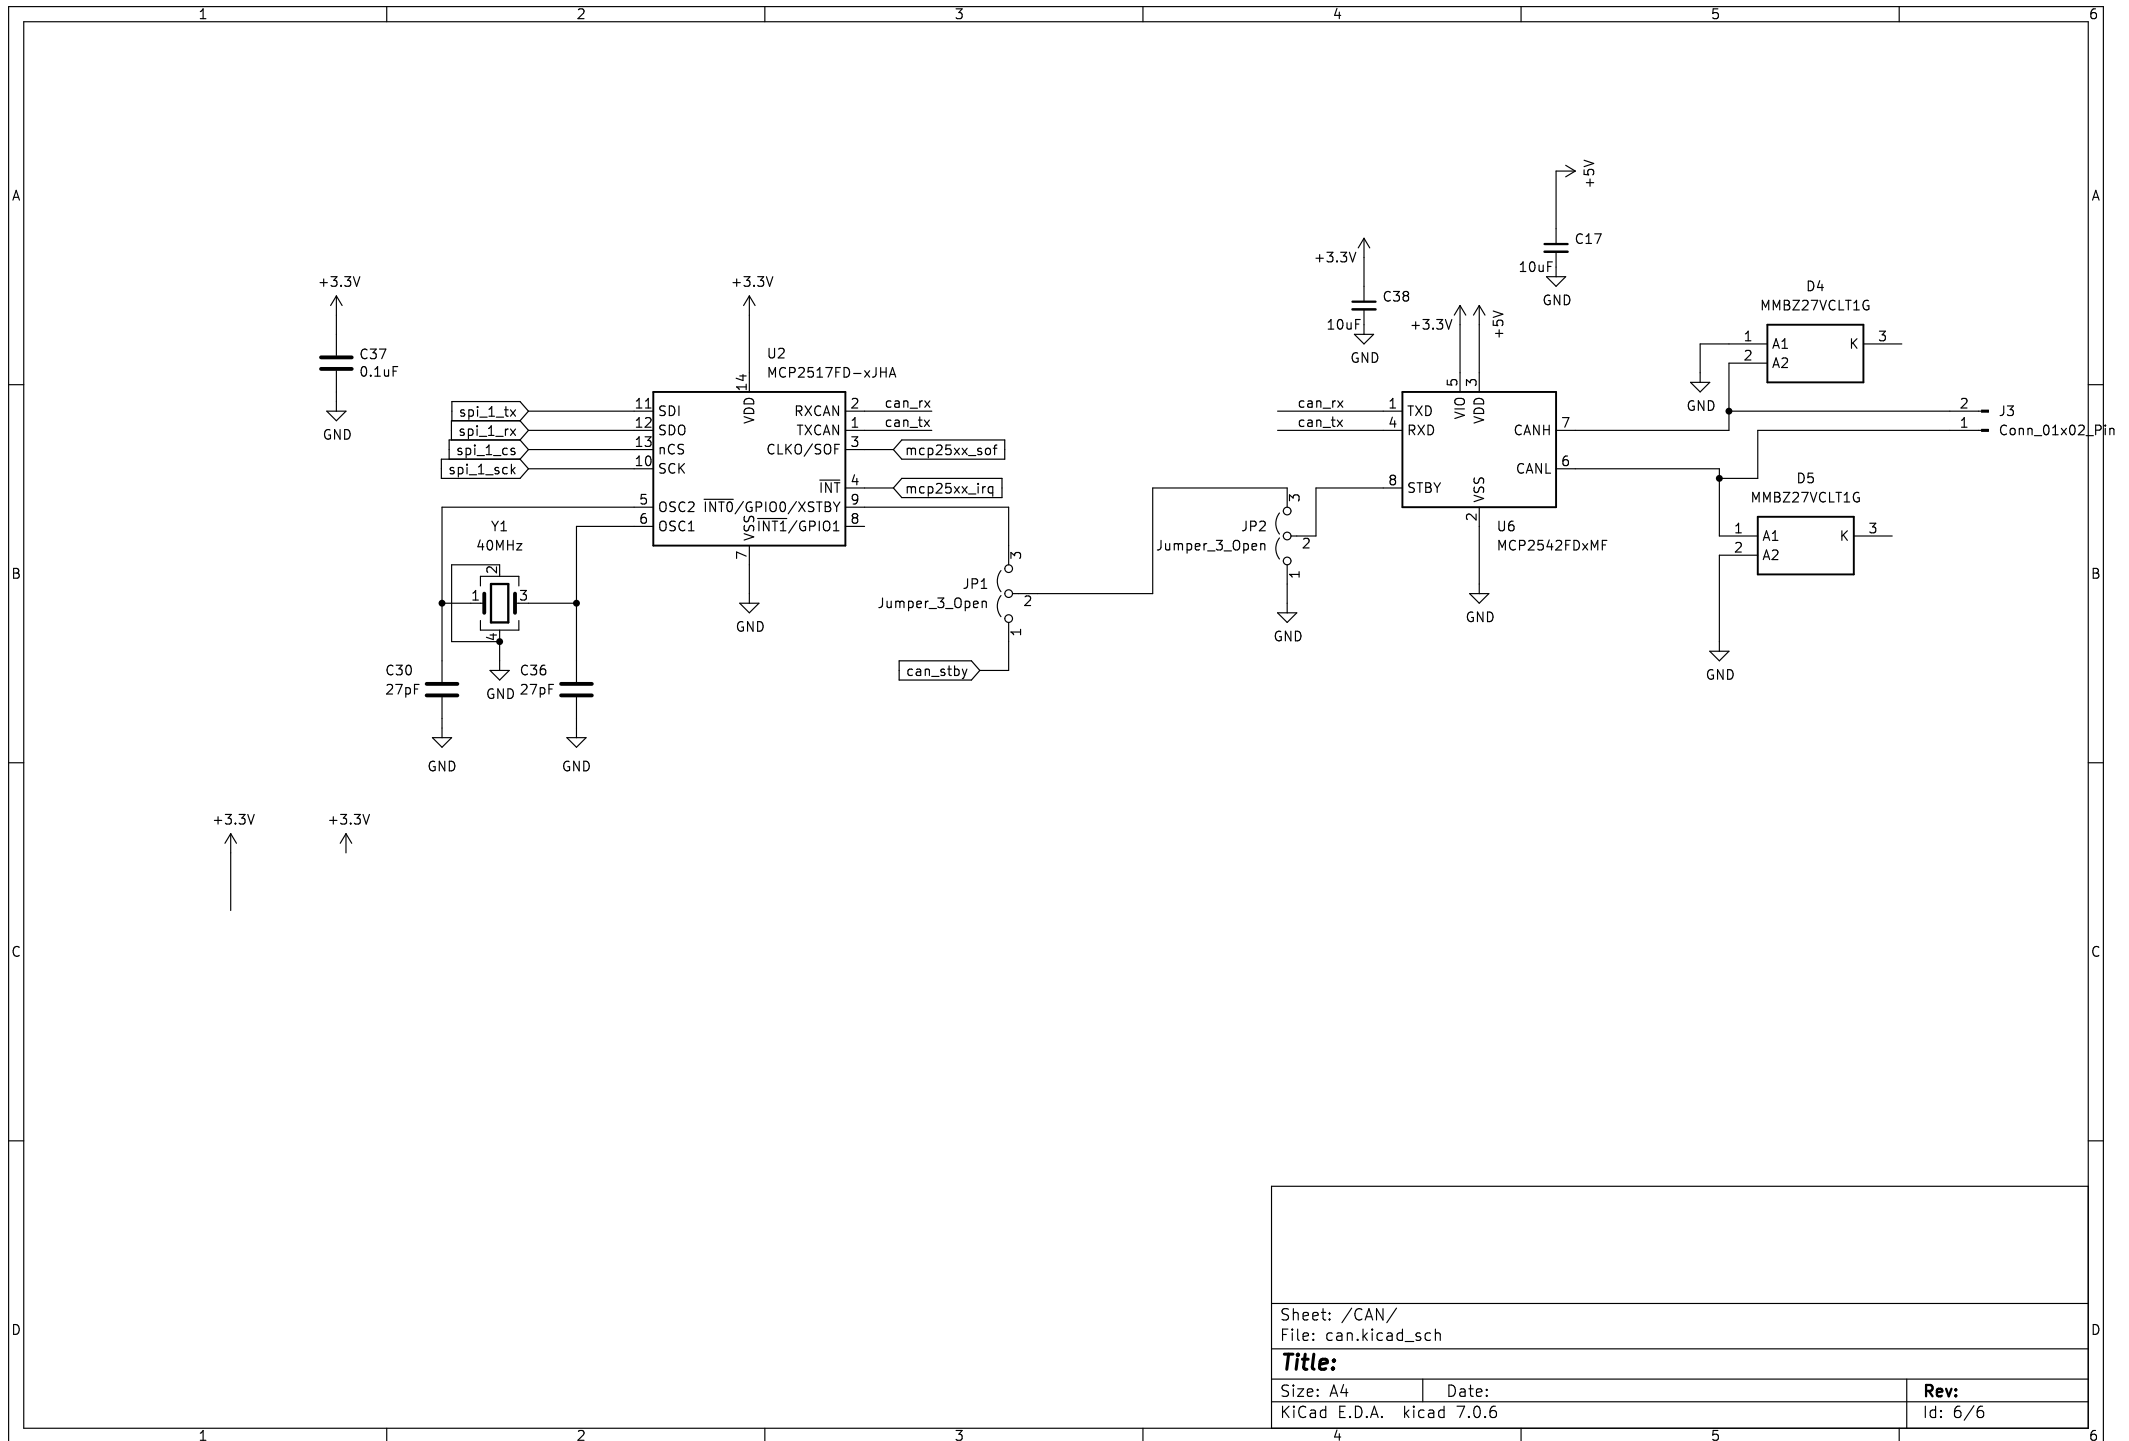 1 2 3 4 5 6
A A
B B
C C
D D
+5V
C17
10uF
GND
+3.3V
C38
10uF
GND
+3.3V
C37
0.1uF
GND
+3.3V
U2
MCP2517FD-xJHA
14
VDD
spi_1_tx 11 SDI
spi_1_rx 12 SDO
spi_1_cs 13 nCS
spi_1_sck 10 SCK
5 OSC2
6 OSC1
RXCAN 2 can_rx
TXCAN 1 can_tx
CLKO/SOF 3 mcp25xx_sof
INT 4 mcp25xx_irq
INT0/GPIO0/XSTBY 9
INT1/GPIO1 8
VSS
7
GND
Y1
40MHz
1 2 3 4
GND
C30
27pF
GND
C36
27pF
GND
JP1
Jumper_3_Open
3
2
1
can_stby
JP2
Jumper_3_Open
3
2
1
GND
+3.3V
+5V
5 3
VIO VDD
can_rx 1 TXD
can_tx 4 RXD
8 STBY
CANH 7
CANL 6
VSS
2
GND
U6
MCP2542FDxMF
D4
MMBZ27VCLT1G
1 A1 K 3
2 A2
GND
2 J3
1 Conn_01x02_Pin
D5
MMBZ27VCLT1G
1 A1 K 3
2 A2
GND
+3.3V
+3.3V
Sheet: /CAN/
File: can.kicad_sch
Title:
Size: A4 Date: Rev:
KiCad E.D.A. kicad 7.0.6 Id: 6/6
1 2 3 4 5 6